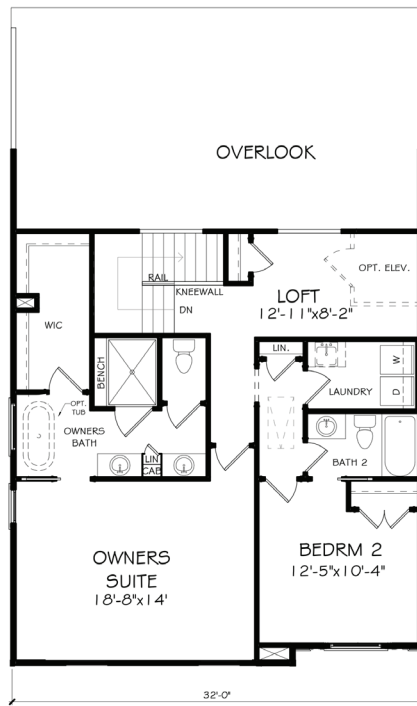 OVERLOOK
OPT. ELEV.
RAIL
KNEEWALL
DN
LOFT
12'-11"x8'-2"
WIC
BENCH
LIN.
W
LAUNDRY
D
OPT.
TUB
OWNERS
BATH
LIN
CAB
BATH 2
OWNERS
SUITE
18'-8"x14'
BEDRM 2
12'-5"x10'-4"
32'-0"